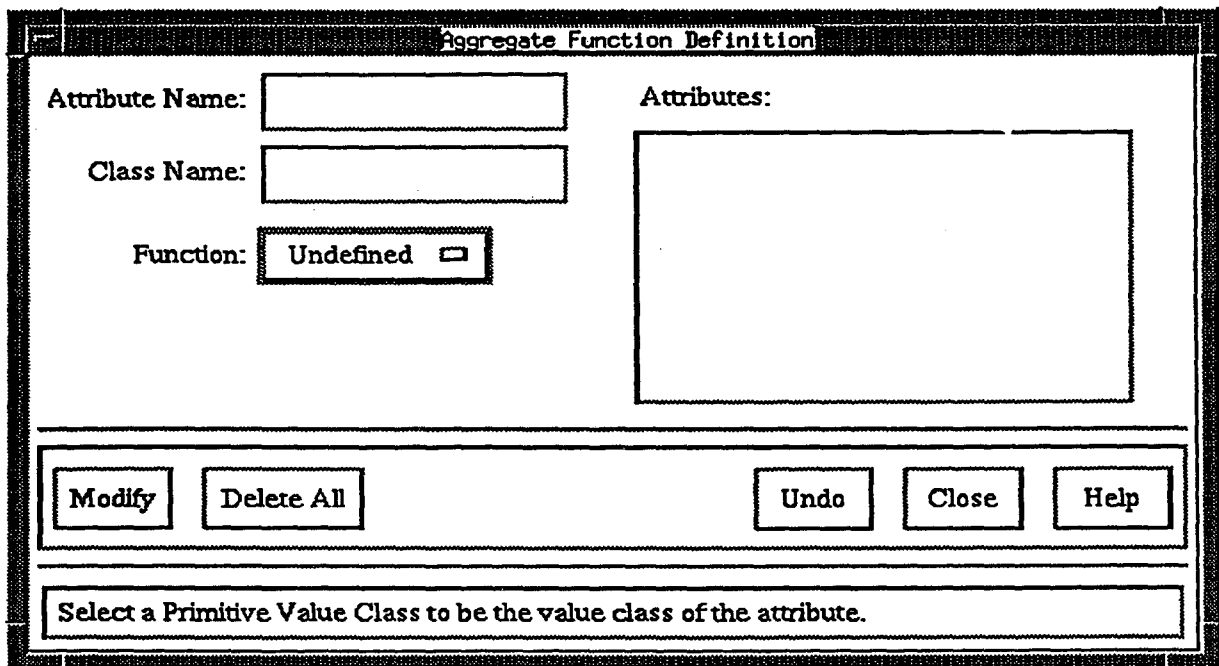 Aggregate Function Definition
Attribute Name:
Attributes:
Class Name:
Function: Undefined
Modify Delete All Undo Close Help
Select a Primitive Value Class to be the value class of the attribute.